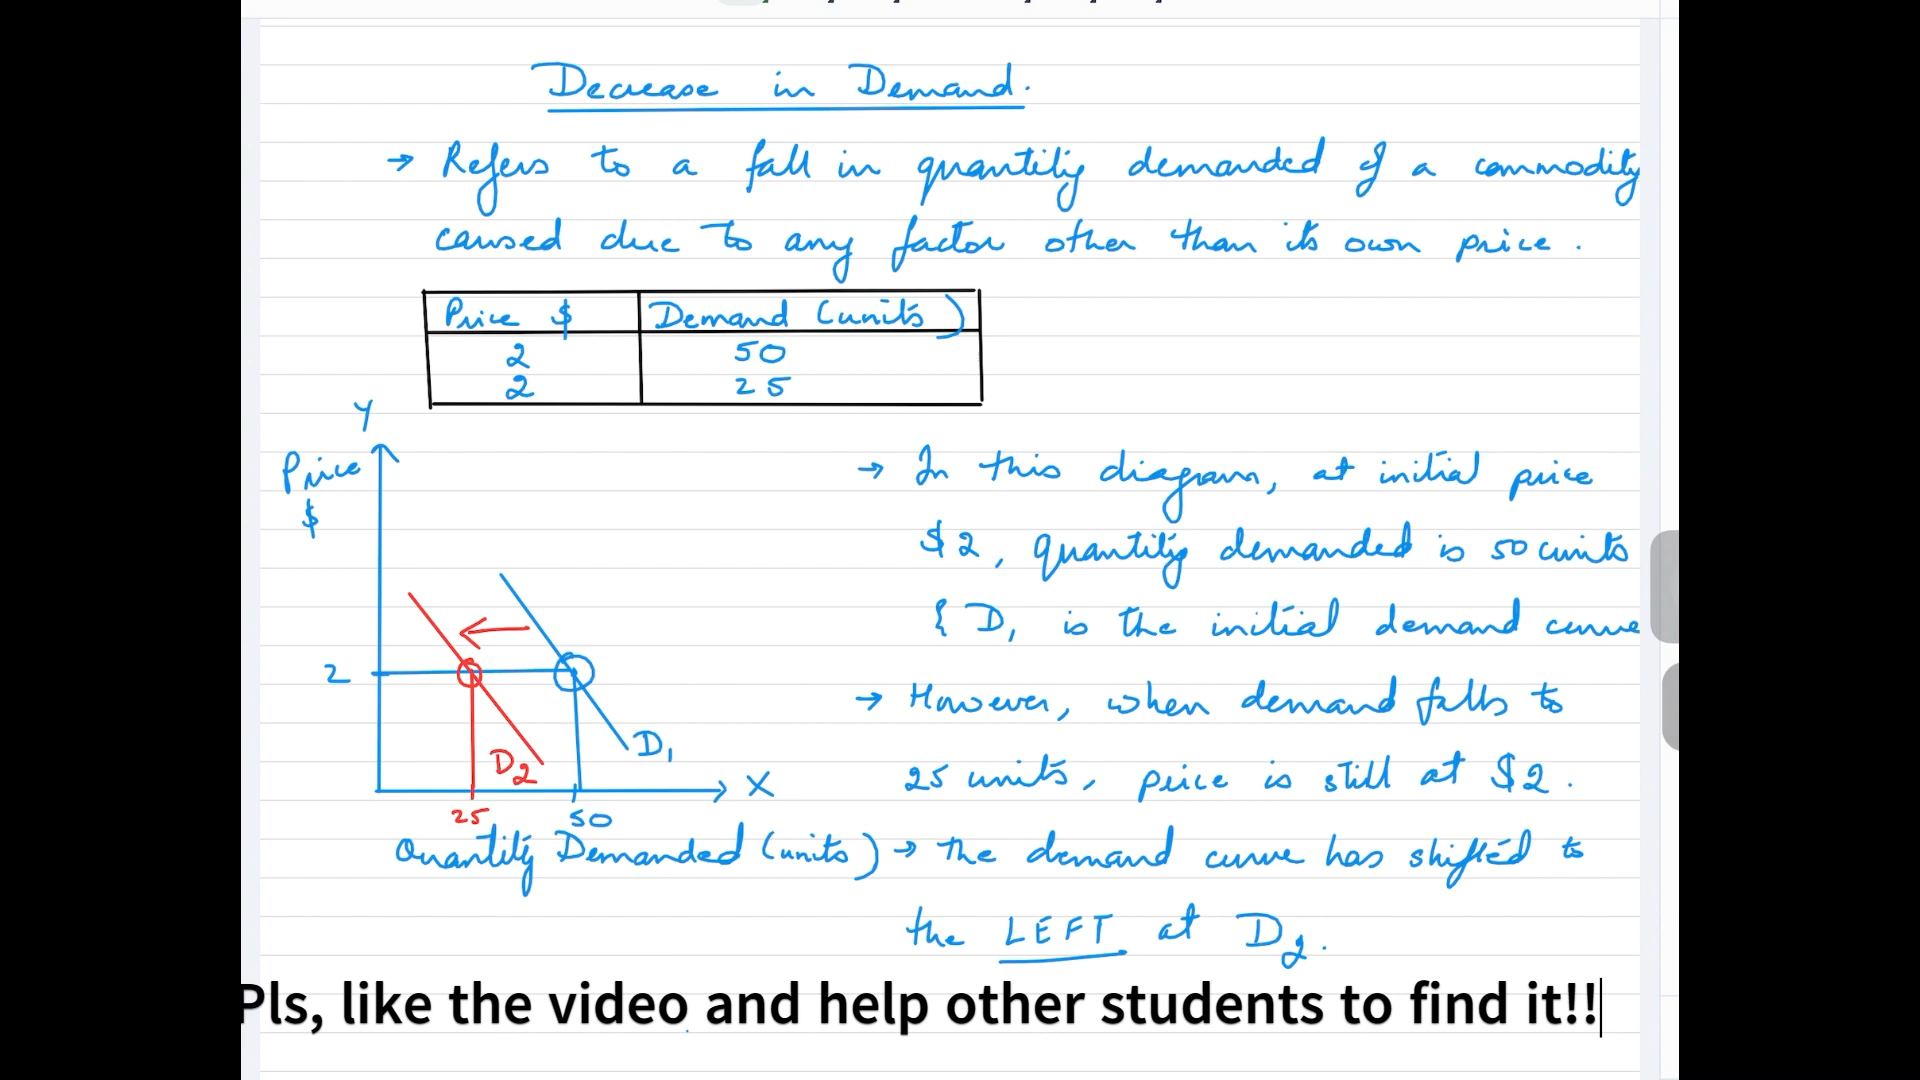 Decrease in Demand.
→ Refers to a fall in quantity demanded of a commodity
caused due to any factor other than its own price.
Price $ Demand (units)
2 50
2 25
Y
Price
$
2
D2
D1
X
25
50
Quantity Demanded (units)
→ In this diagram, at initial price
$2, quantity demanded is 50 units
& D1 is the initial demand curve
→ However, when demand falls to
25 units, price is still at $2.
→ The demand curve has shifted to
the LEFT at D2.
Pls, like the video and help other students to find it!!